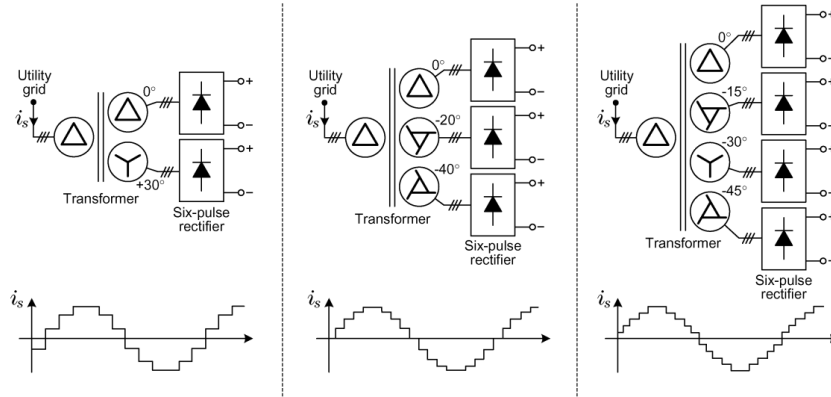 Utility
grid
i_s
0°
+30°
+
−
+
−
Transformer
Six-pulse
rectifier
i_s
Utility
grid
i_s
0°
-20°
-40°
+
−
+
−
+
−
Transformer
Six-pulse
rectifier
i_s
Utility
grid
i_s
0°
-15°
-30°
-45°
+
−
+
−
+
−
+
−
Transformer
Six-pulse
rectifier
i_s